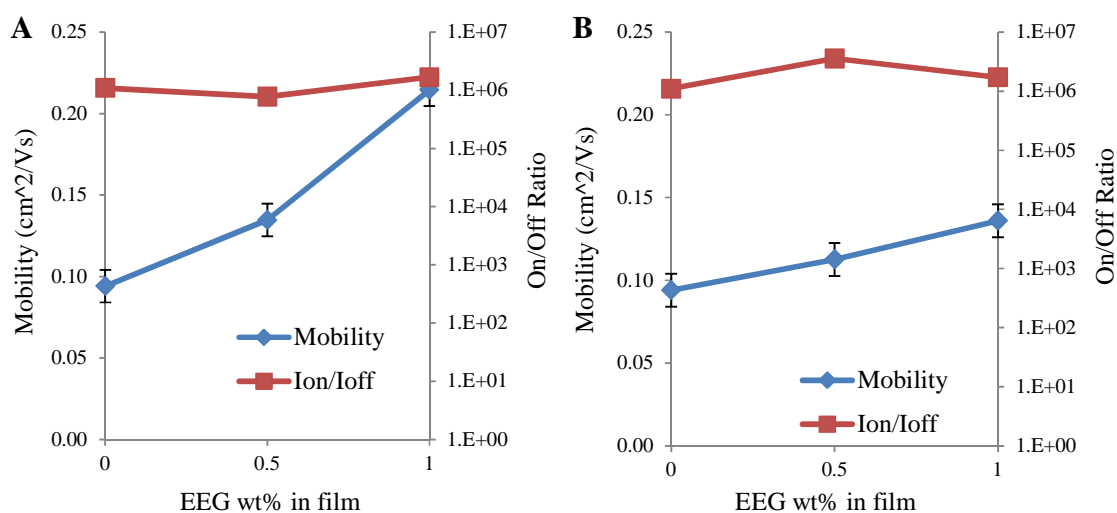 A
Mobility (cm^2/Vs)
0.25
0.20
0.15
0.10
0.05
0.00
1.E+07
1.E+06
1.E+05
1.E+04
1.E+03
1.E+02
1.E+01
1.E+00
On/Off Ratio
Mobility
Ion/Ioff
0 0.5 1
EEG wt% in film
B
Mobility (cm^2/Vs)
0.25
0.20
0.15
0.10
0.05
0.00
1.E+07
1.E+06
1.E+05
1.E+04
1.E+03
1.E+02
1.E+01
1.E+00
On/Off Ratio
Mobility
Ion/Ioff
0 0.5 1
EEG wt% in film